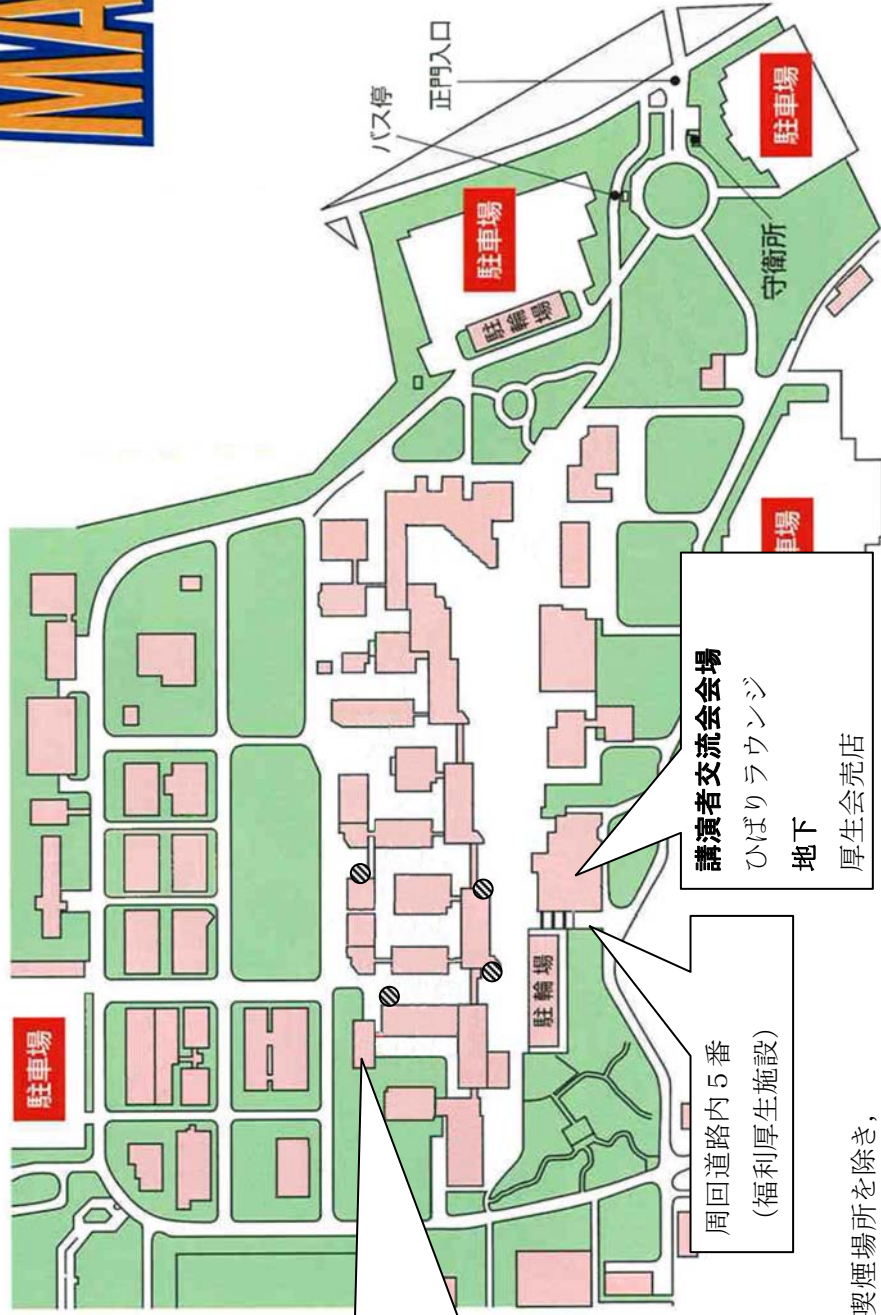 MA
正門入口
バス停
駐車場
駐車場
駐輪場
守衛所
車場
講演者交流会会場
ひばりラウンジ
地下
厚生会売店
駐輪場
周回道路内5番
(福利厚生施設)
駐車場
喫煙場所を除き,